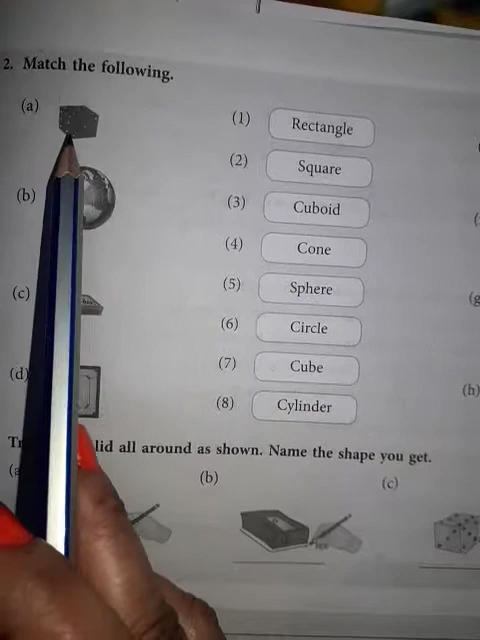 2. Match the following.
(a)
(1) Rectangle
(2) Square
(b)
(3) Cuboid
(4) Cone
(c)
(5) Sphere
(6) Circle
(7) Cube
(d)
(h)
(8) Cylinder
lid all around as shown. Name the shape you get.
(b)
(c)